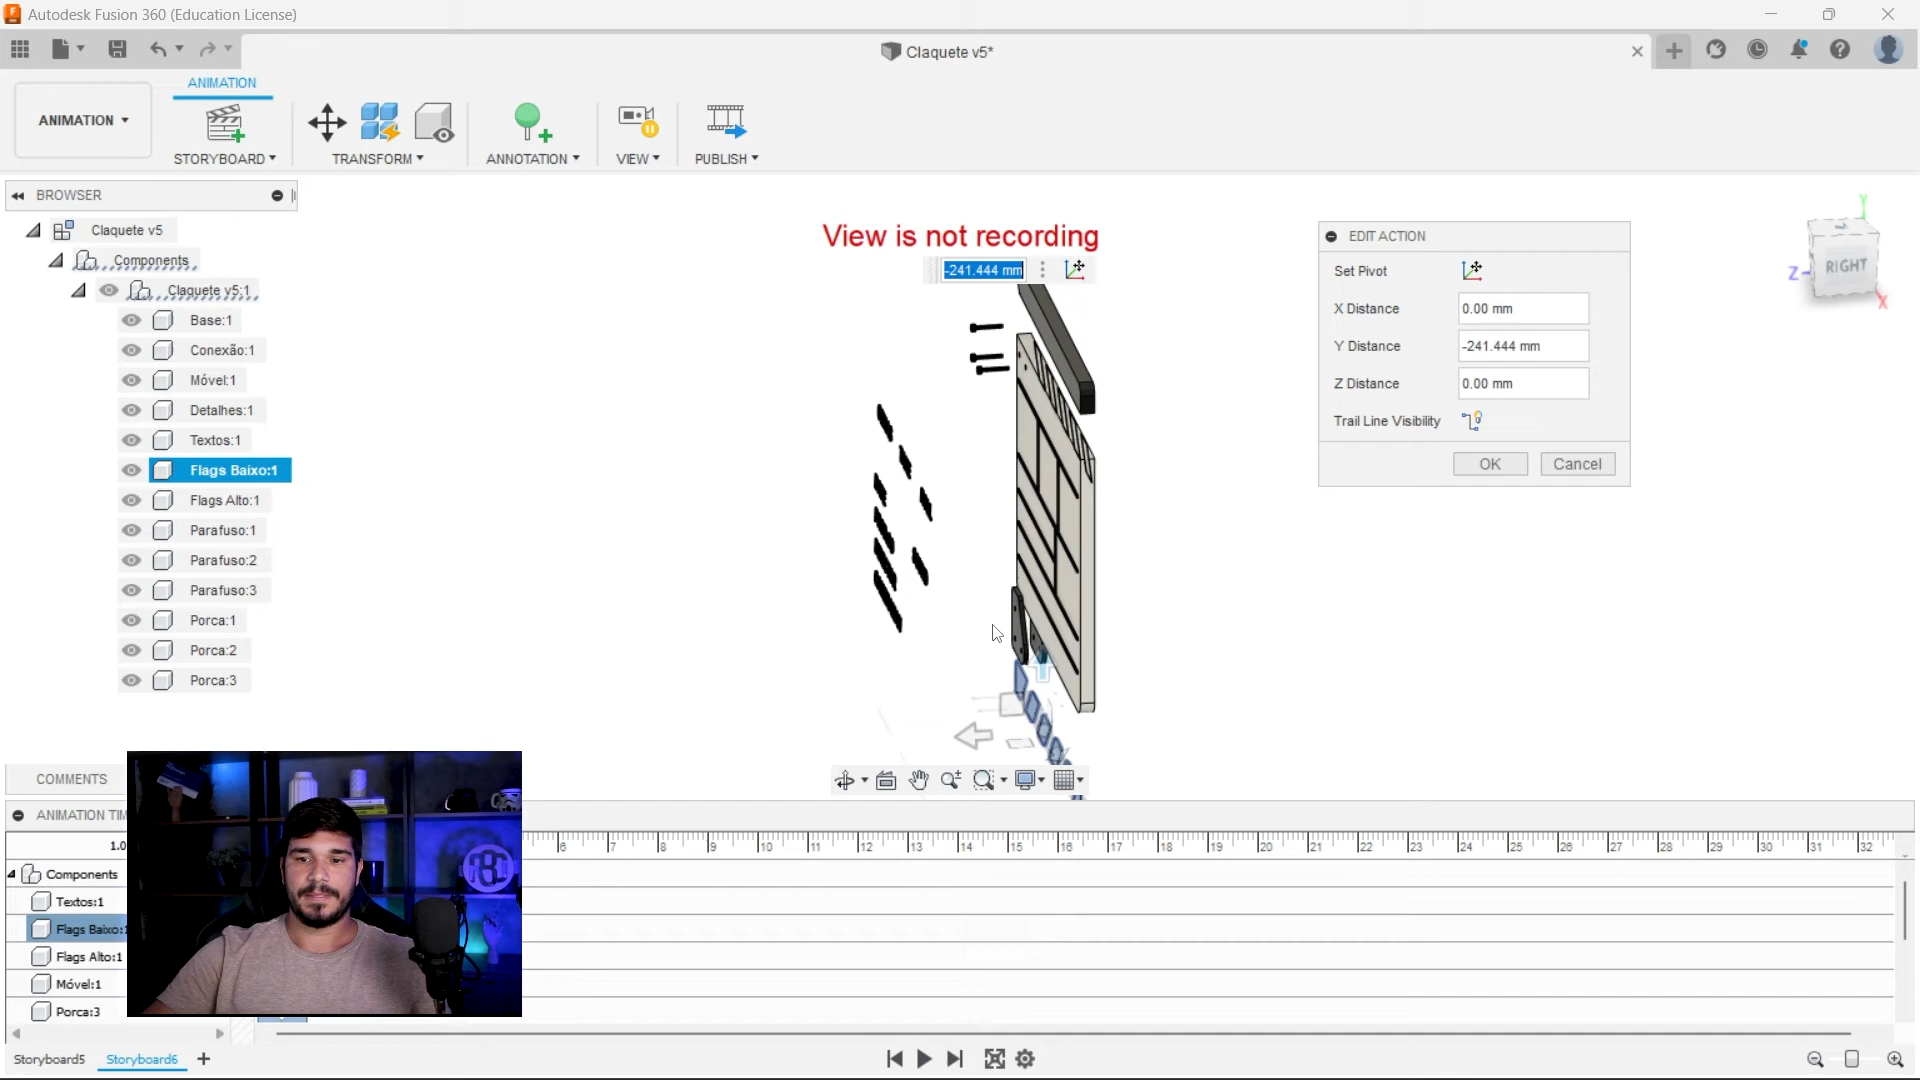 Autodesk Fusion 360 (Education License)
Claquete v5*
ANIMATION
ANIMATION
STORYBOARD
TRANSFORM
ANNOTATION
VIEW
PUBLISH
BROWSER
Claquete v5
Components
Claquete v5:1
Base:1
Conexão:1
Móvel:1
Detalhes:1
Textos:1
Flags Baixo:1
Flags Alto:1
Parafuso:1
Parafuso:2
Parafuso:3
Porca:1
Porca:2
Porca:3
View is not recording
-241.444 mm
EDIT ACTION
Set Pivot
X Distance 0.00 mm
Y Distance -241.444 mm
Z Distance 0.00 mm
Trail Line Visibility
OK Cancel
Y
Z
RIGHT
X
COMMENTS
ANIMATION TIM
1.0
6 7 8 9 10 11 12 13 14 15 16 17 18 19 20 21 22 23 24 25 26 27 28 29 30 31 32
Components
Textos:1
Flags Baixo:1
Flags Alto:1
Móvel:1
Porca:3
Storyboard5 Storyboard6